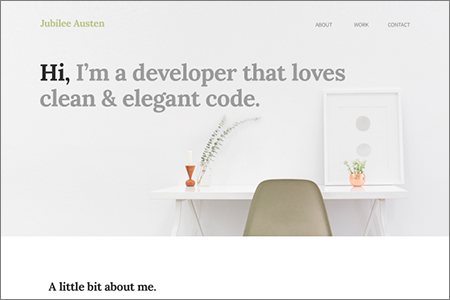 Jubilee Austen
ABOUT WORK CONTACT
Hi, I'm a developer that loves
clean & elegant code.
A little bit about me.